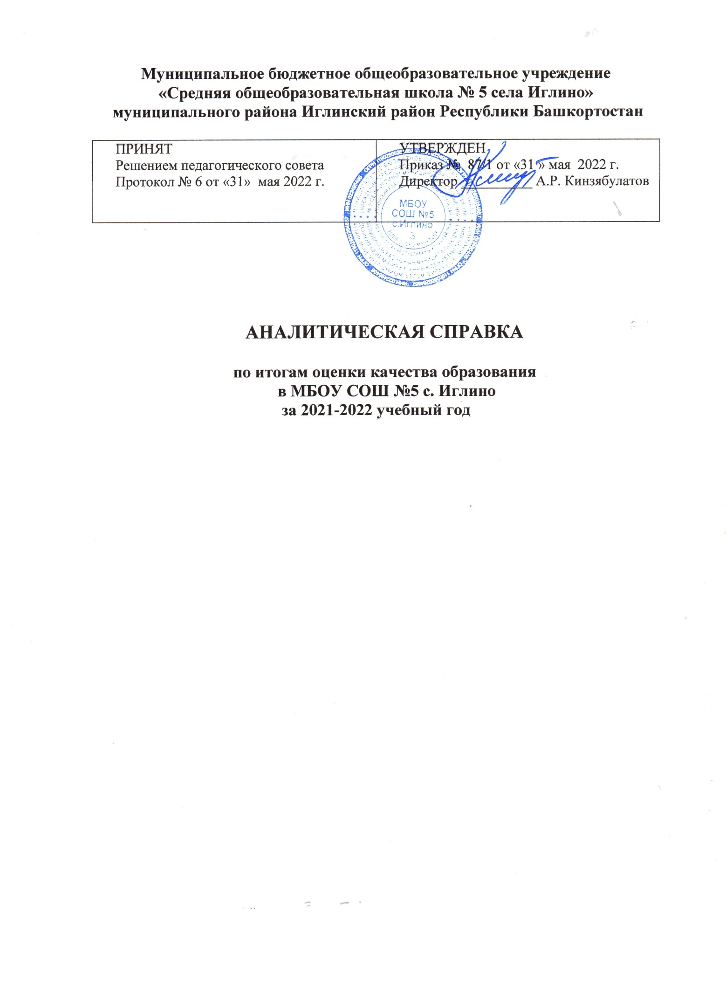 Муниципальное бюджетное общеобразовательное учреждение
«Средняя общеобразовательная школа № 5 села Иглино»
муниципального района Иглинский район Республики Башкортостан
ПРИНЯТ
Решением педагогического совета
Протокол № 6 от «31»  мая 2022 г.
УТВЕРЖДЕН
Приказ №  87/1 от «31 » мая  2022 г.
Директор __________ А.Р. Кинзябулатов
МБОУ
СОШ №5
с.Иглино
3
АНАЛИТИЧЕСКАЯ СПРАВКА
по итогам оценки качества образования
в МБОУ СОШ №5 с. Иглино
за 2021-2022 учебный год